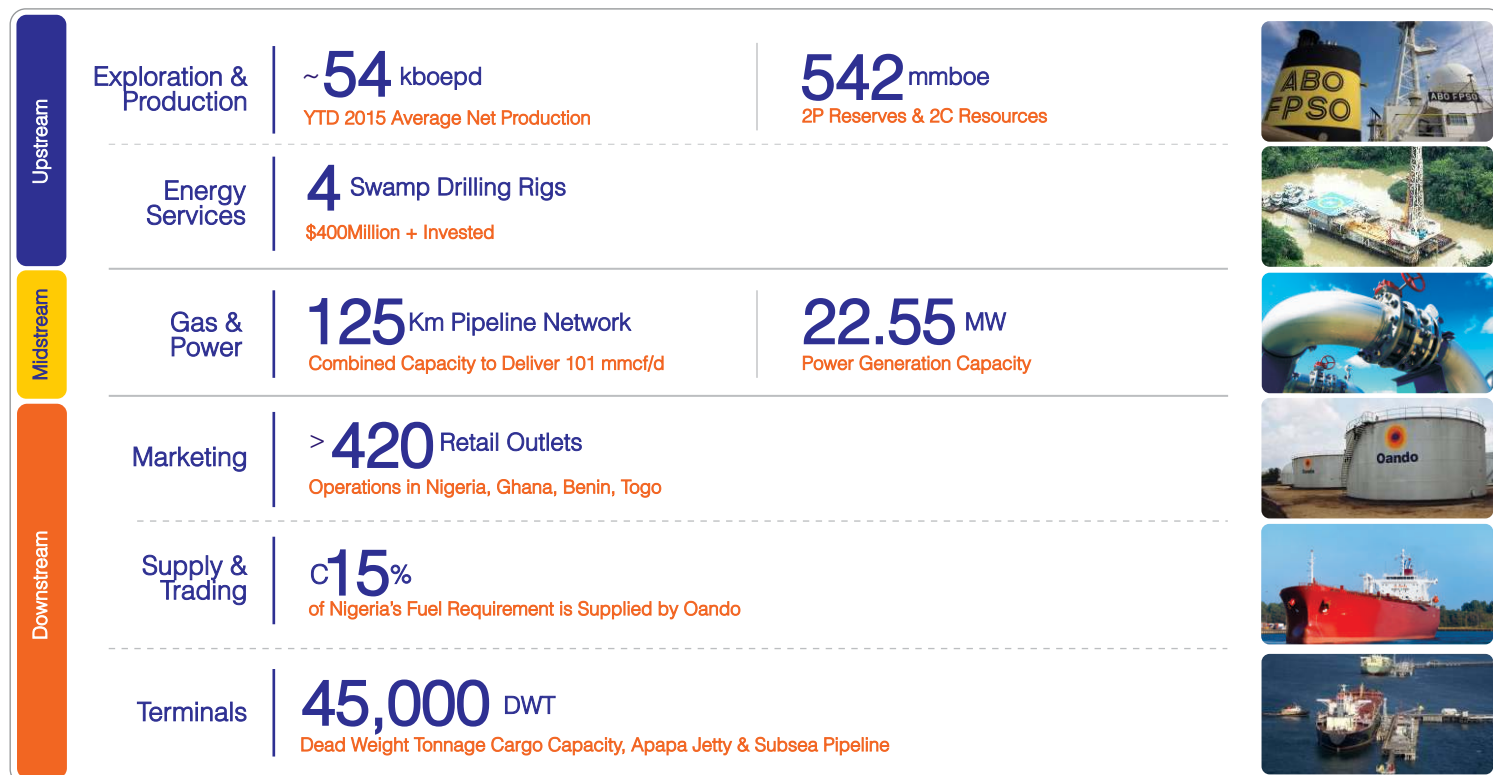 Upstream
Exploration &
Production
~54 kboepd
YTD 2015 Average Net Production
542 mmboe
2P Reserves & 2C Resources
ABO
FPSO
ABO FPSO
Energy
Services
4 Swamp Drilling Rigs
$400Million + Invested
Midstream
Gas &
Power
125 Km Pipeline Network
Combined Capacity to Deliver 101 mmcf/d
22.55 MW
Power Generation Capacity
Downstream
Marketing
> 420 Retail Outlets
Operations in Nigeria, Ghana, Benin, Togo
Oando
Supply &
Trading
C15%
of Nigeria's Fuel Requirement is Supplied by Oando
Terminals
45,000 DWT
Dead Weight Tonnage Cargo Capacity, Apapa Jetty & Subsea Pipeline